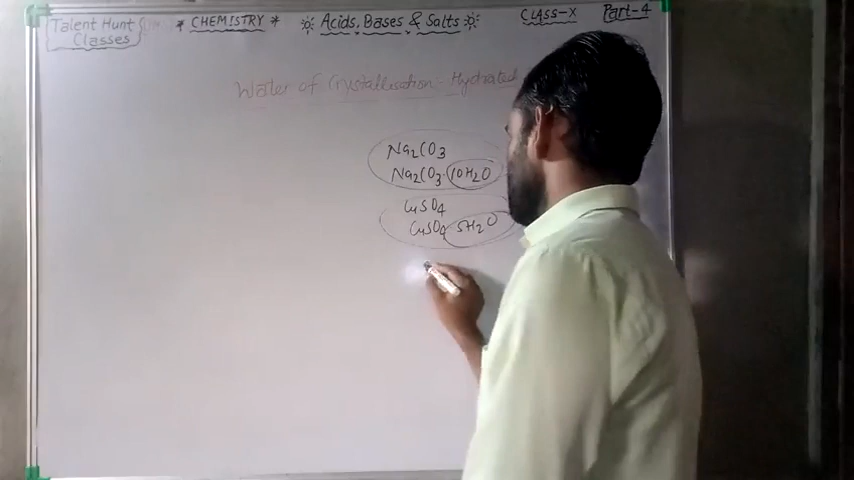 Talent Hunt Classes
* CHEMISTRY *
Acids, Bases & Salts
CLASS-X
Part-4
Water of Crystallisation - Hydrated
Na2CO3
Na2CO3.10H2O
CuSO4
CuSO4 5H2O